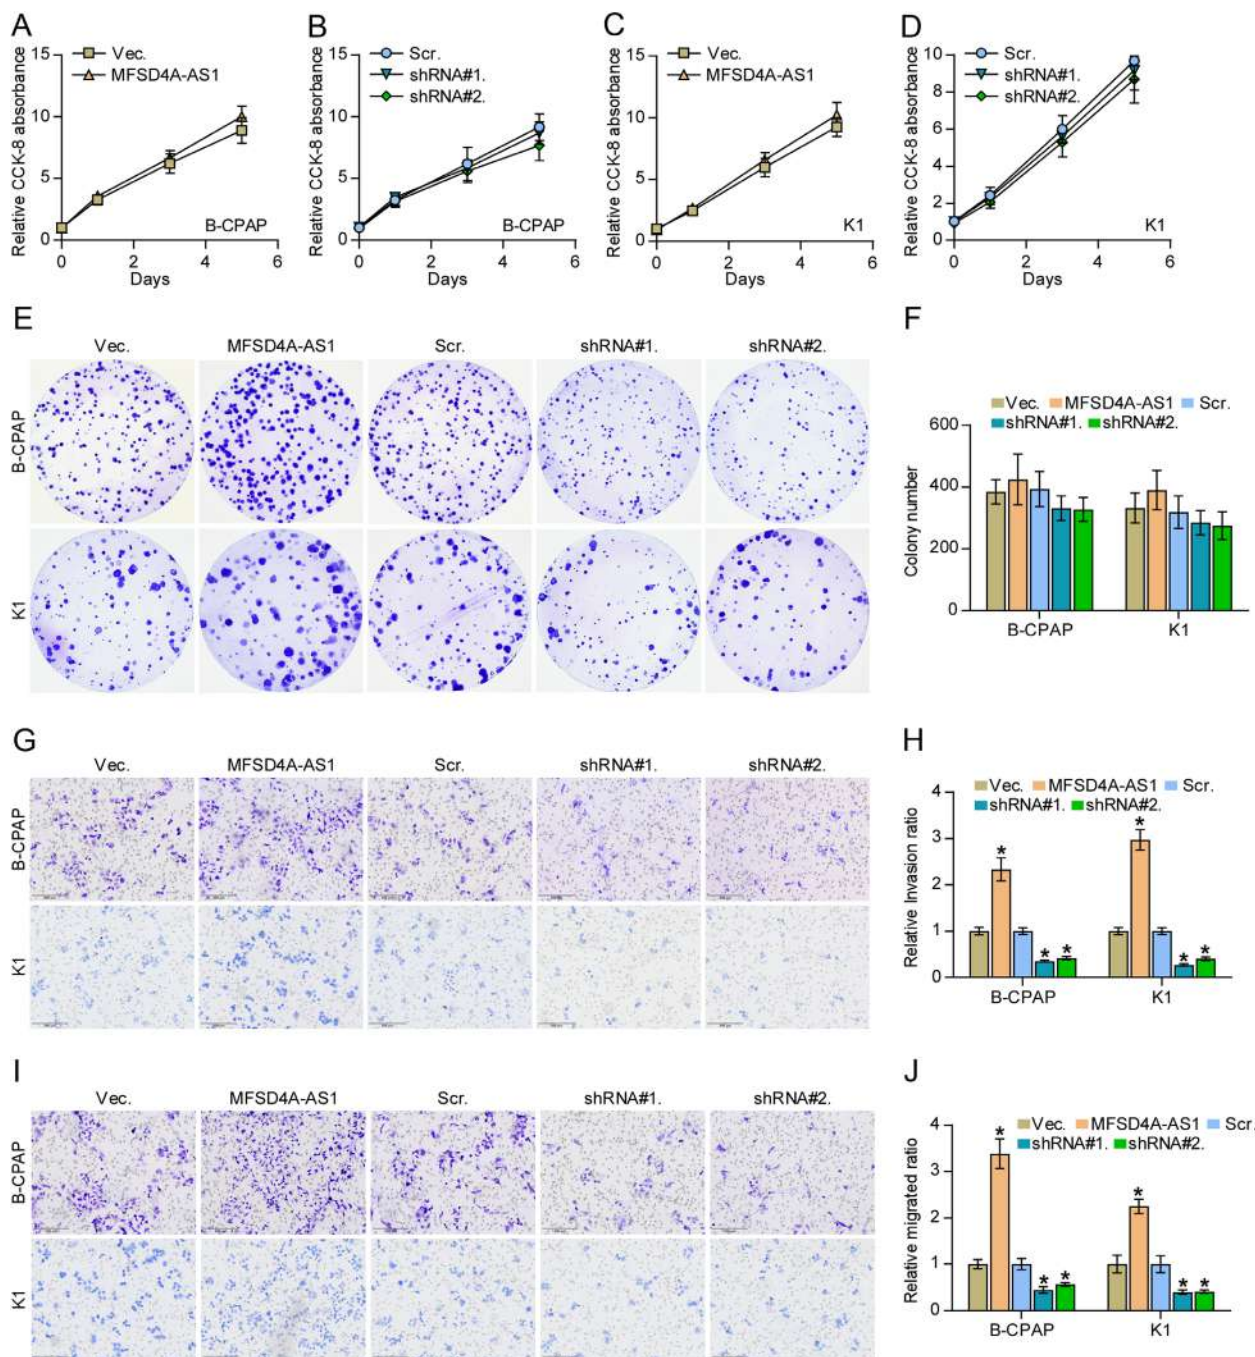 A
Relative CCK-8 absorbance
15
10
5
0
Vec.
MFSD4A-AS1
B-CPAP
0 2 4 6
Days
B
Relative CCK-8 absorbance
15
10
5
0
Scr.
shRNA#1.
shRNA#2.
B-CPAP
0 2 4 6
Days
C
Relative CCK-8 absorbance
15
10
5
0
Vec.
MFSD4A-AS1
K1
0 2 4 6
Days
D
Relative CCK-8 absorbance
10
8
6
4
2
0
Scr.
shRNA#1.
shRNA#2.
K1
0 2 4 6
Days
E
Vec. MFSD4A-AS1 Scr. shRNA#1. shRNA#2.
B-CPAP
K1
F
Vec. MFSD4A-AS1 Scr.
shRNA#1. shRNA#2.
Colony number
600
400
200
0
B-CPAP K1
G
Vec. MFSD4A-AS1 Scr. shRNA#1. shRNA#2.
B-CPAP
K1
H
Vec. MFSD4A-AS1 Scr.
shRNA#1. shRNA#2.
Relative Invasion ratio
4
3
2
1
0
* * *
* * *
B-CPAP K1
I
Vec. MFSD4A-AS1 Scr. shRNA#1. shRNA#2.
B-CPAP
K1
J
Vec. MFSD4A-AS1 Scr.
shRNA#1. shRNA#2.
Relative migrated ratio
4
3
2
1
0
* * *
* * *
B-CPAP K1